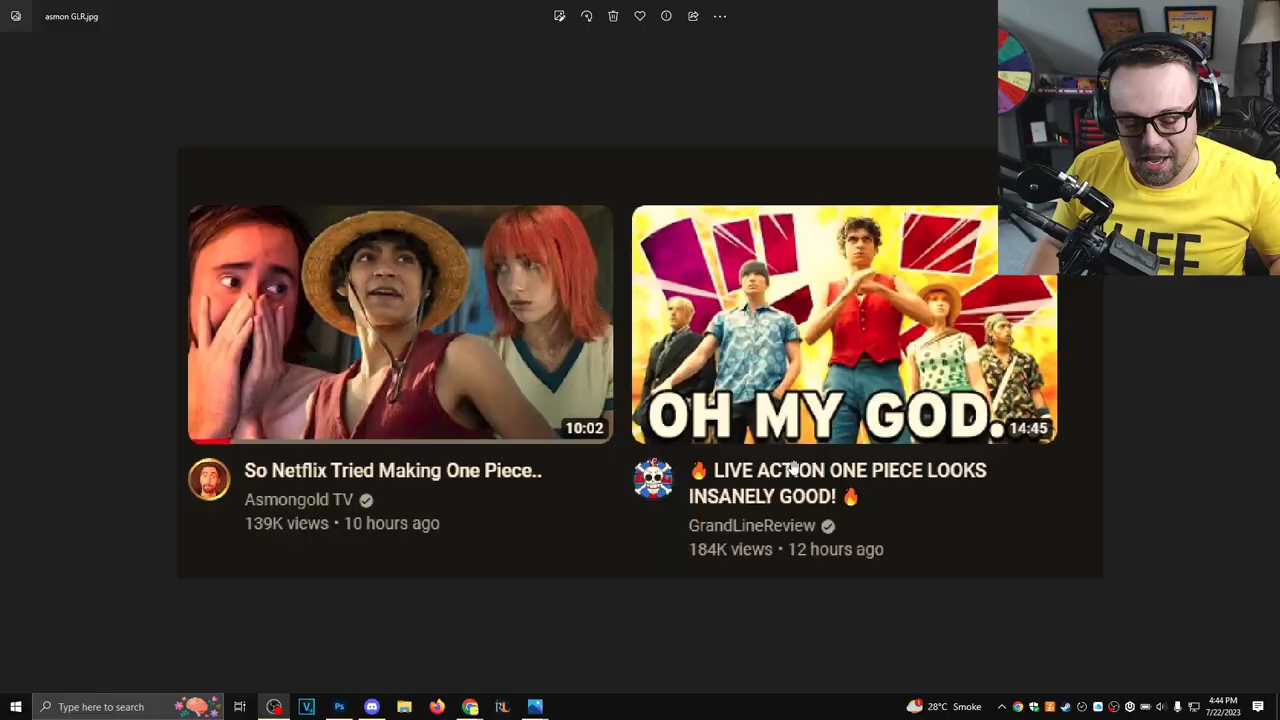 asmon GLR.jpg
OH MY GOD.
10:02
14:45
So Netflix Tried Making One Piece..
Asmongold TV
139K views • 10 hours ago
🔥 LIVE ACTION ONE PIECE LOOKS
INSANELY GOOD! 🔥
GrandLineReview
184K views • 12 hours ago
Type here to search
28°C Smoke
4:44 PM
7/22/2023